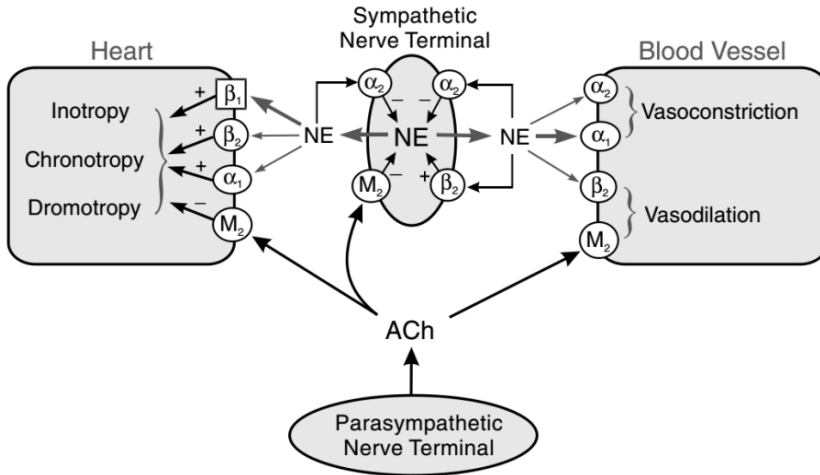 Sympathetic
Nerve Terminal
Heart
Blood Vessel
+
β₁
Inotropy
+
β₂
Chronotropy
+
α₁
Dromotropy
−
M₂
NE
α₂
−
−
α₂
NE
M₂
−
+
β₂
NE
α₂
Vasoconstriction
α₁
β₂
Vasodilation
M₂
ACh
Parasympathetic
Nerve Terminal